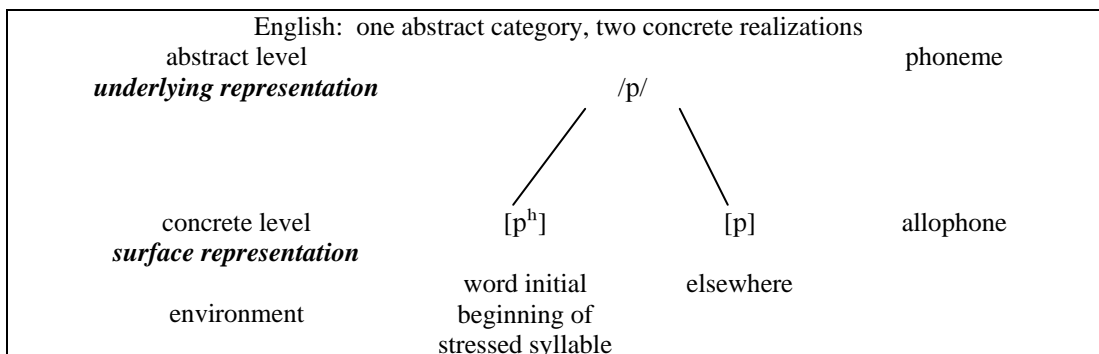 English: one abstract category, two concrete realizations
abstract level phoneme
underlying representation /p/
concrete level [pʰ] [p] allophone
surface representation
word initial elsewhere
environment beginning of
stressed syllable